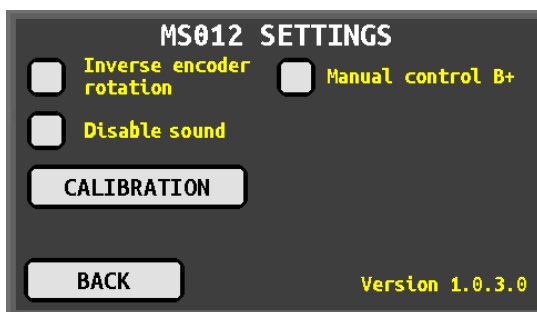 MS012 SETTINGS
Inverse encoder
rotation
Manual control B+
Disable sound
CALIBRATION
BACK
Version 1.0.3.0